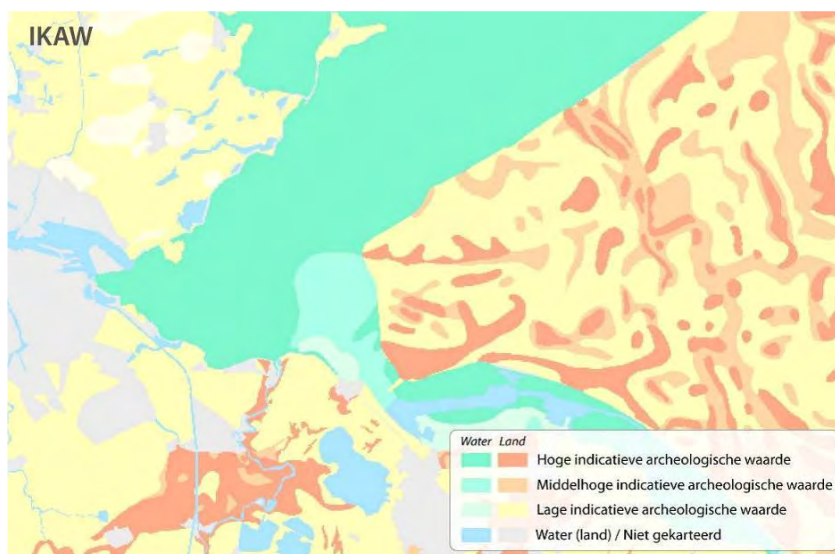 IKAW
Water Land
Hoge indicatieve archeologische waarde
Middelhoge indicatieve archeologische waarde
Lage indicatieve archeologische waarde
Water (land) / Niet gekarteerd